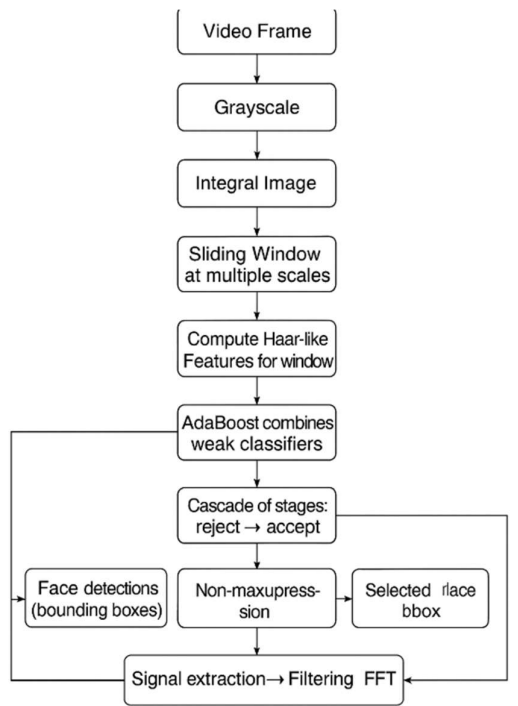 Video Frame
Grayscale
Integral Image
Sliding Window
at multiple scales
Compute Haar-like
Features for window
AdaBoost combines
weak classifiers
Cascade of stages:
reject → accept
Face detections
(bounding boxes)
Non-maxupress-
sion
Selected rlace
bbox
Signal extraction→ Filtering FFT